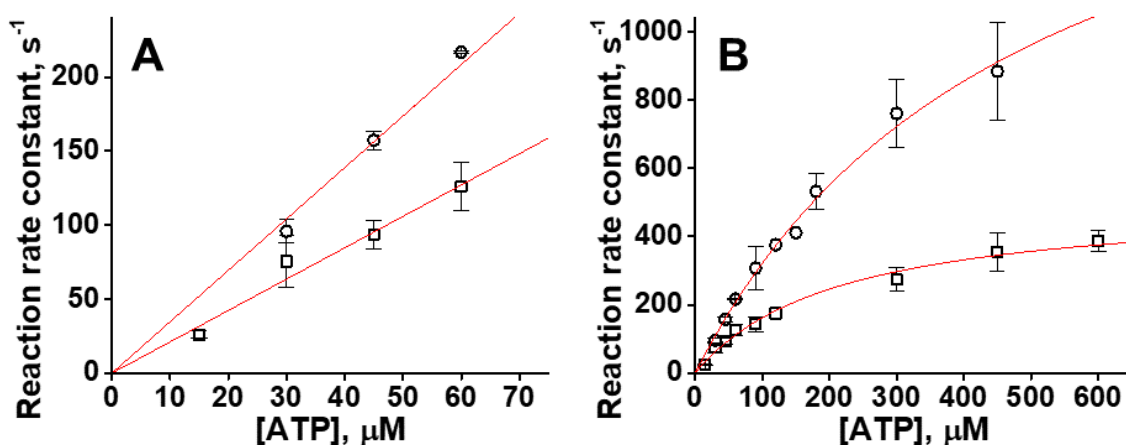 A
Reaction rate constant, s⁻¹
200
150
100
50
0
0 10 20 30 40 50 60 70
[ATP], μM
B
Reaction rate constant, s⁻¹
1000
800
600
400
200
0
0 100 200 300 400 500 600
[ATP], μM